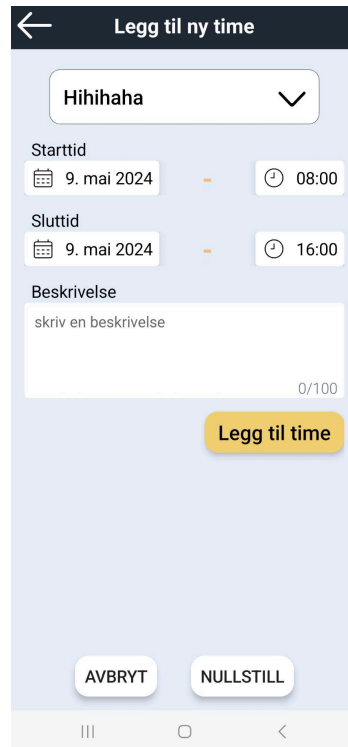 Legg til ny time
Hihihaha
Starttid
9. mai 2024 - 08:00
Sluttid
9. mai 2024 - 16:00
Beskrivelse
skriv en beskrivelse
0/100
Legg til time
AVBRYT NULLSTILL